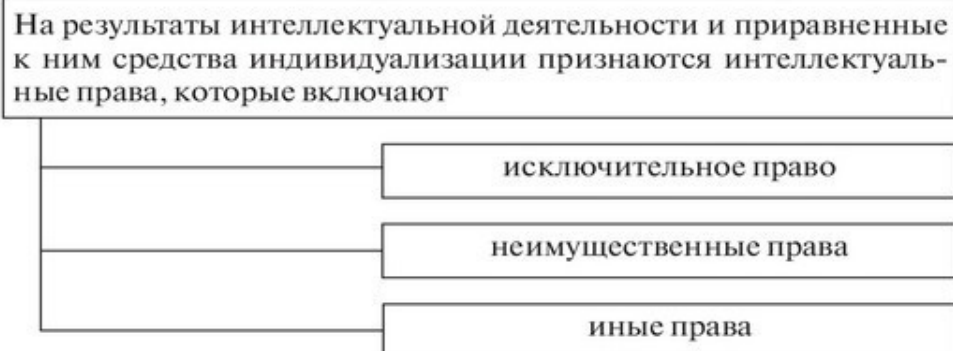 На результаты интеллектуальной деятельности и приравненные
к ним средства индивидуализации признаются интеллектуаль-
ные права, которые включают
исключительное право
неимущественные права
иные права